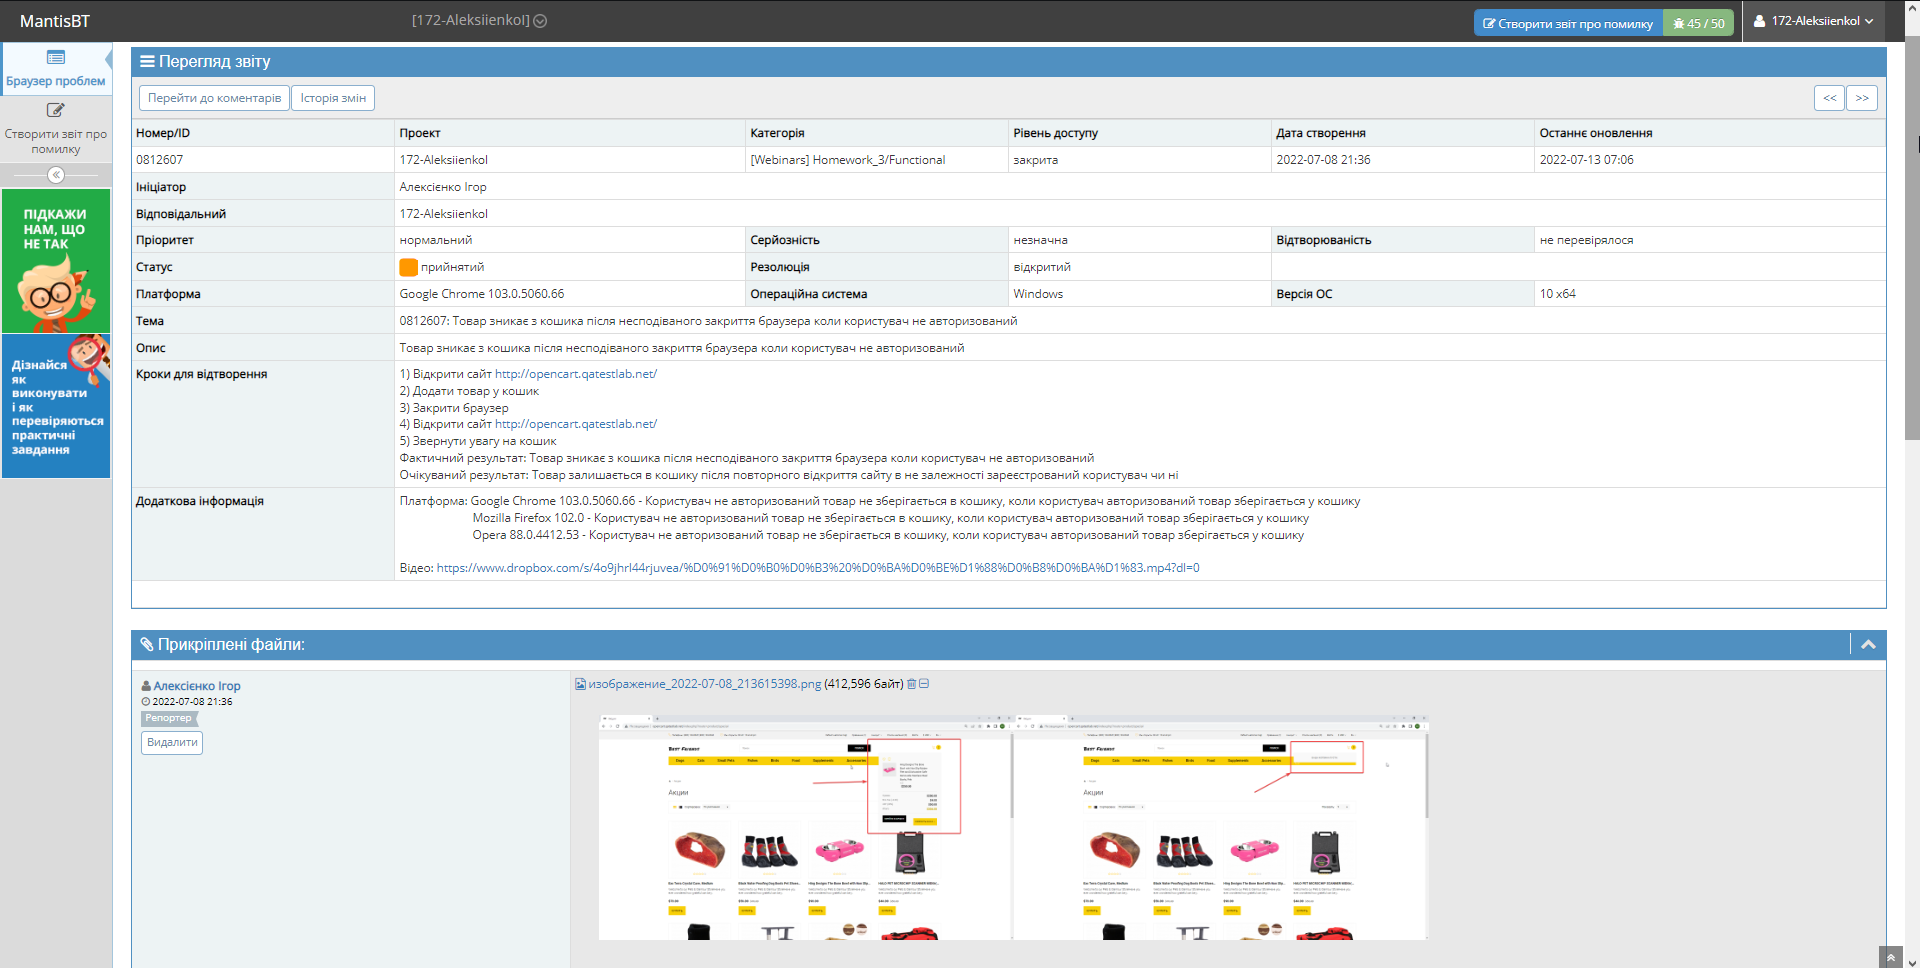 MantisBT
[172-Aleksiienkol]
Створити звіт про помилку
45 / 50
172-Aleksiienkol
Браузер проблем
Створити звіт про
помилку
ПІДКАЖИ
НАМ, ЩО
НЕ ТАК
Дізнайся
як
виконувати
і як
перевіряються
практичні
завдання
Перегляд звіту
Перейти до коментарів
Історія змін
<<
>>
Номер/ID Проект Категорія Рівень доступу Дата створення Останнє оновлення
0812607 172-Aleksiienkol [Webinars] Homework_3/Functional закрита 2022-07-08 21:36 2022-07-13 07:06
Ініціатор Алексієнко Ігор
Відповідальний 172-Aleksiienkol
Пріоритет нормальний Серйозність незначна Відтворюваність не перевірялося
Статус прийнятий Резолюція відкритий
Платформа Google Chrome 103.0.5060.66 Операційна система Windows Версія ОС 10 x64
Тема 0812607: Товар зникає з кошика після несподіваного закриття браузера коли користувач не авторизований
Опис Товар зникає з кошика після несподіваного закриття браузера коли користувач не авторизований
Кроки для відтворення 1) Відкрити сайт http://opencart.qatestlab.net/
2) Додати товар у кошик
3) Закрити браузер
4) Відкрити сайт http://opencart.qatestlab.net/
5) Звернути увагу на кошик
Фактичний результат: Товар зникає з кошика після несподіваного закриття браузера коли користувач не авторизований
Очікуваний результат: Товар залишається в кошику після повторного відкриття сайту в не залежності зареєстрований користувач чи ні
Додаткова інформація Платформа: Google Chrome 103.0.5060.66 - Користувач не авторизований товар не зберігається в кошику, коли користувач авторизований товар зберігається у кошику
Mozilla Firefox 102.0 - Користувач не авторизований товар не зберігається в кошику, коли користувач авторизований товар зберігається у кошику
Opera 88.0.4412.53 - Користувач не авторизований товар не зберігається в кошику, коли користувач авторизований товар зберігається у кошику
Відео: https://www.dropbox.com/s/4o9jhrl44rjuvea/%D0%91%D0%B0%D0%B3%20%D0%BA%D0%BE%D1%88%D0%B8%D0%BA%D1%83.mp4?dl=0
Прикріплені файли:
Алексієнко Ігор
2022-07-08 21:36
Репортер
Видалити
изображение_2022-07-08_213615398.png (412,596 байт)
Акции
Акции